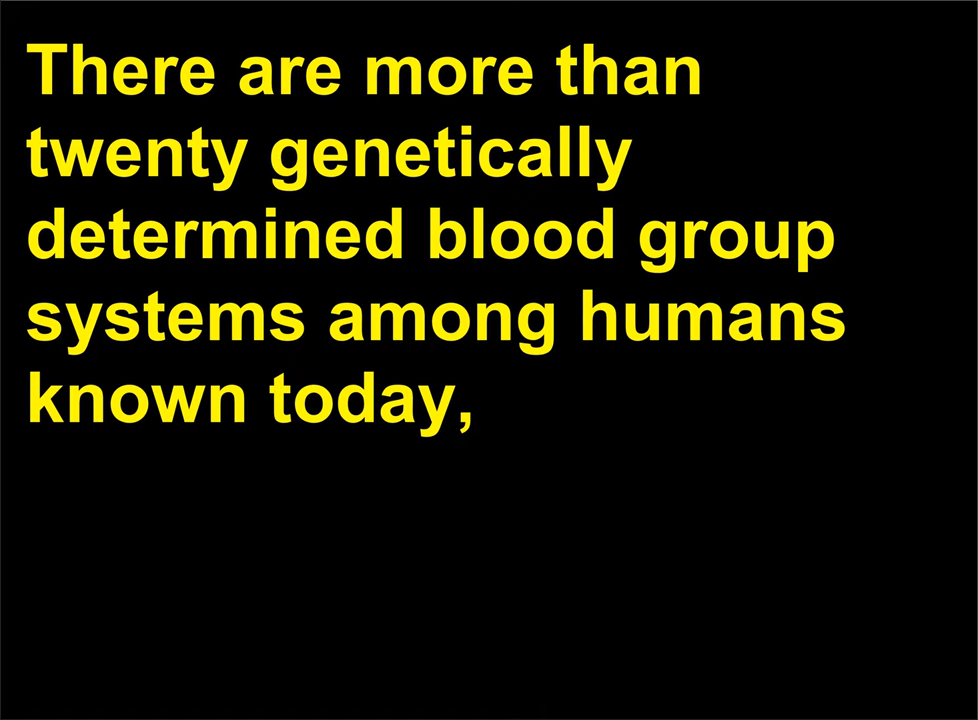 There are more than
twenty genetically
determined blood group
systems among humans
known today,